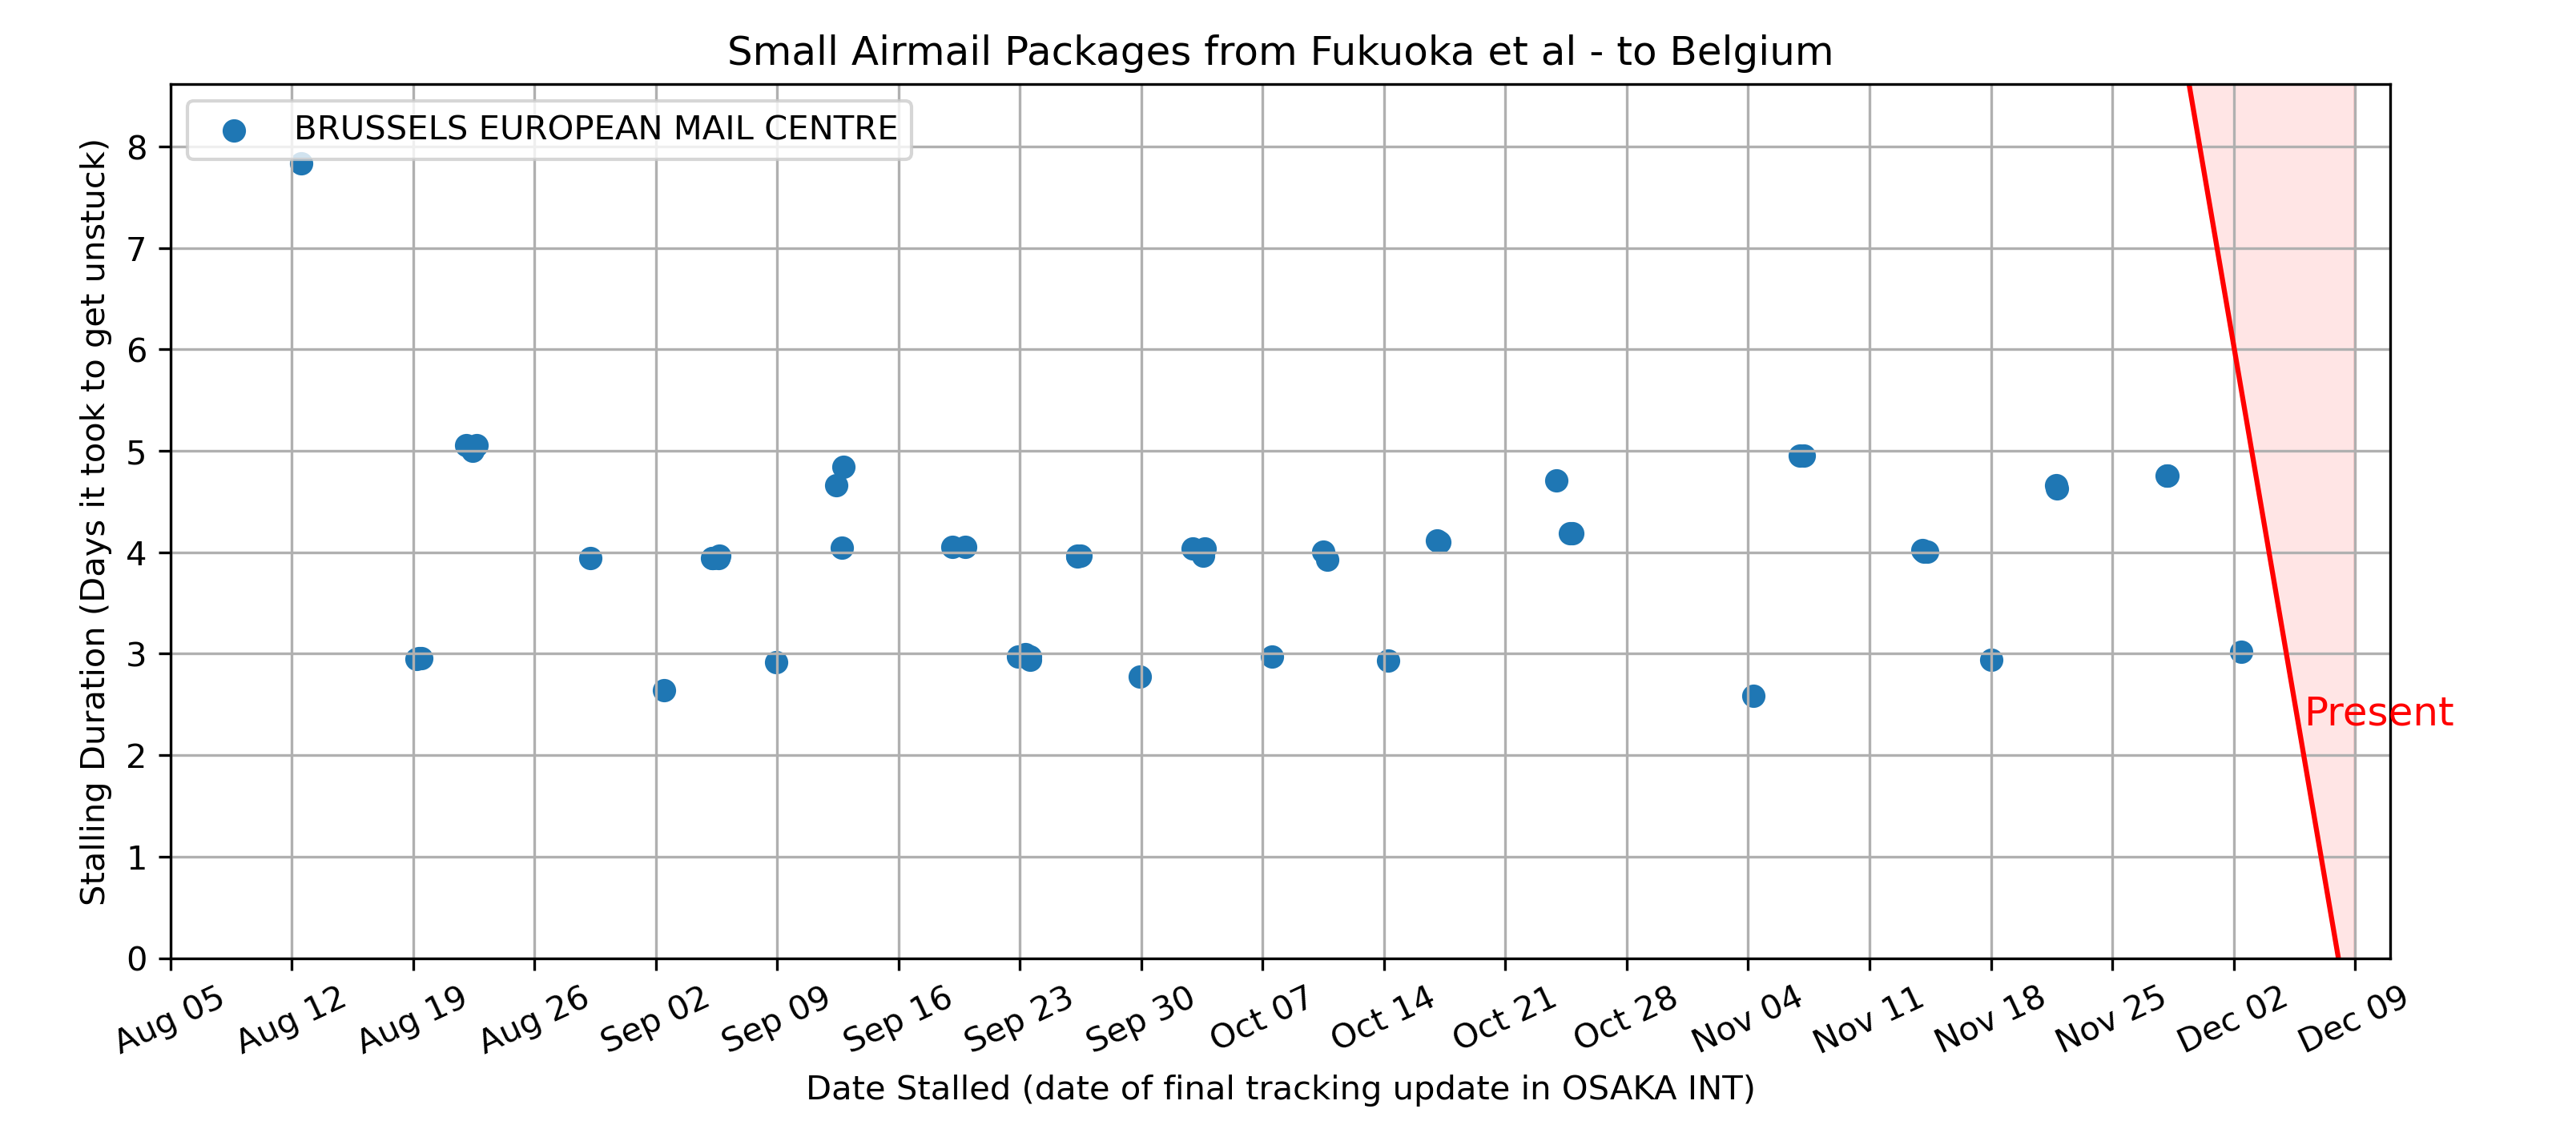 Small Airmail Packages from Fukuoka et al - to Belgium
BRUSSELS EUROPEAN MAIL CENTRE
Stalling Duration (Days it took to get unstuck)
8
7
6
5
4
3
2
1
0
Present
Aug 05
Aug 12
Aug 19
Aug 26
Sep 02
Sep 09
Sep 16
Sep 23
Sep 30
Oct 07
Oct 14
Oct 21
Oct 28
Nov 04
Nov 11
Nov 18
Nov 25
Dec 02
Dec 09
Date Stalled (date of final tracking update in OSAKA INT)